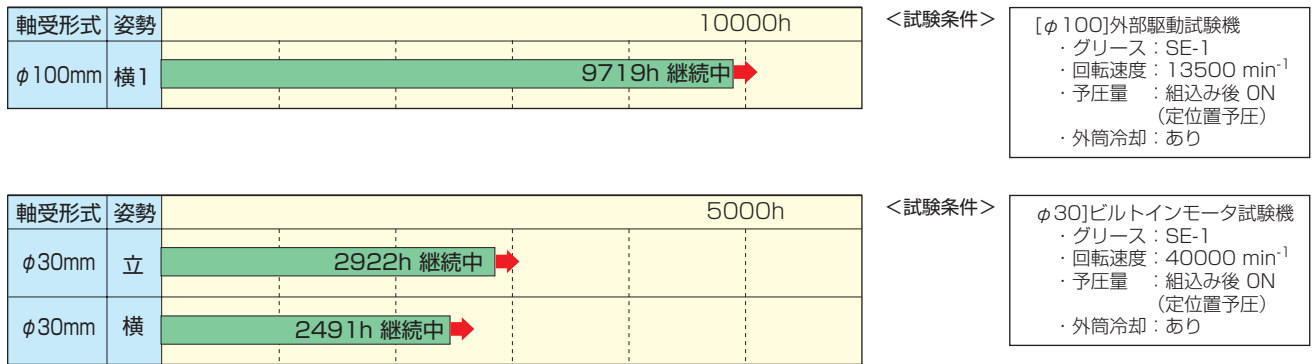 軸受形式 姿勢 10000h
φ100mm 横1 9719h 継続中
<試験条件>
[φ100]外部駆動試験機
・グリース：SE-1
・回転速度：13500 min-1
・予圧量　：組込み後 0N
（定位置予圧）
・外筒冷却：あり
軸受形式 姿勢 5000h
φ30mm 立 2922h 継続中
φ30mm 横 2491h 継続中
<試験条件>
φ30]ビルトインモータ試験機
・グリース：SE-1
・回転速度：40000 min-1
・予圧量　：組込み後 0N
（定位置予圧）
・外筒冷却：あり